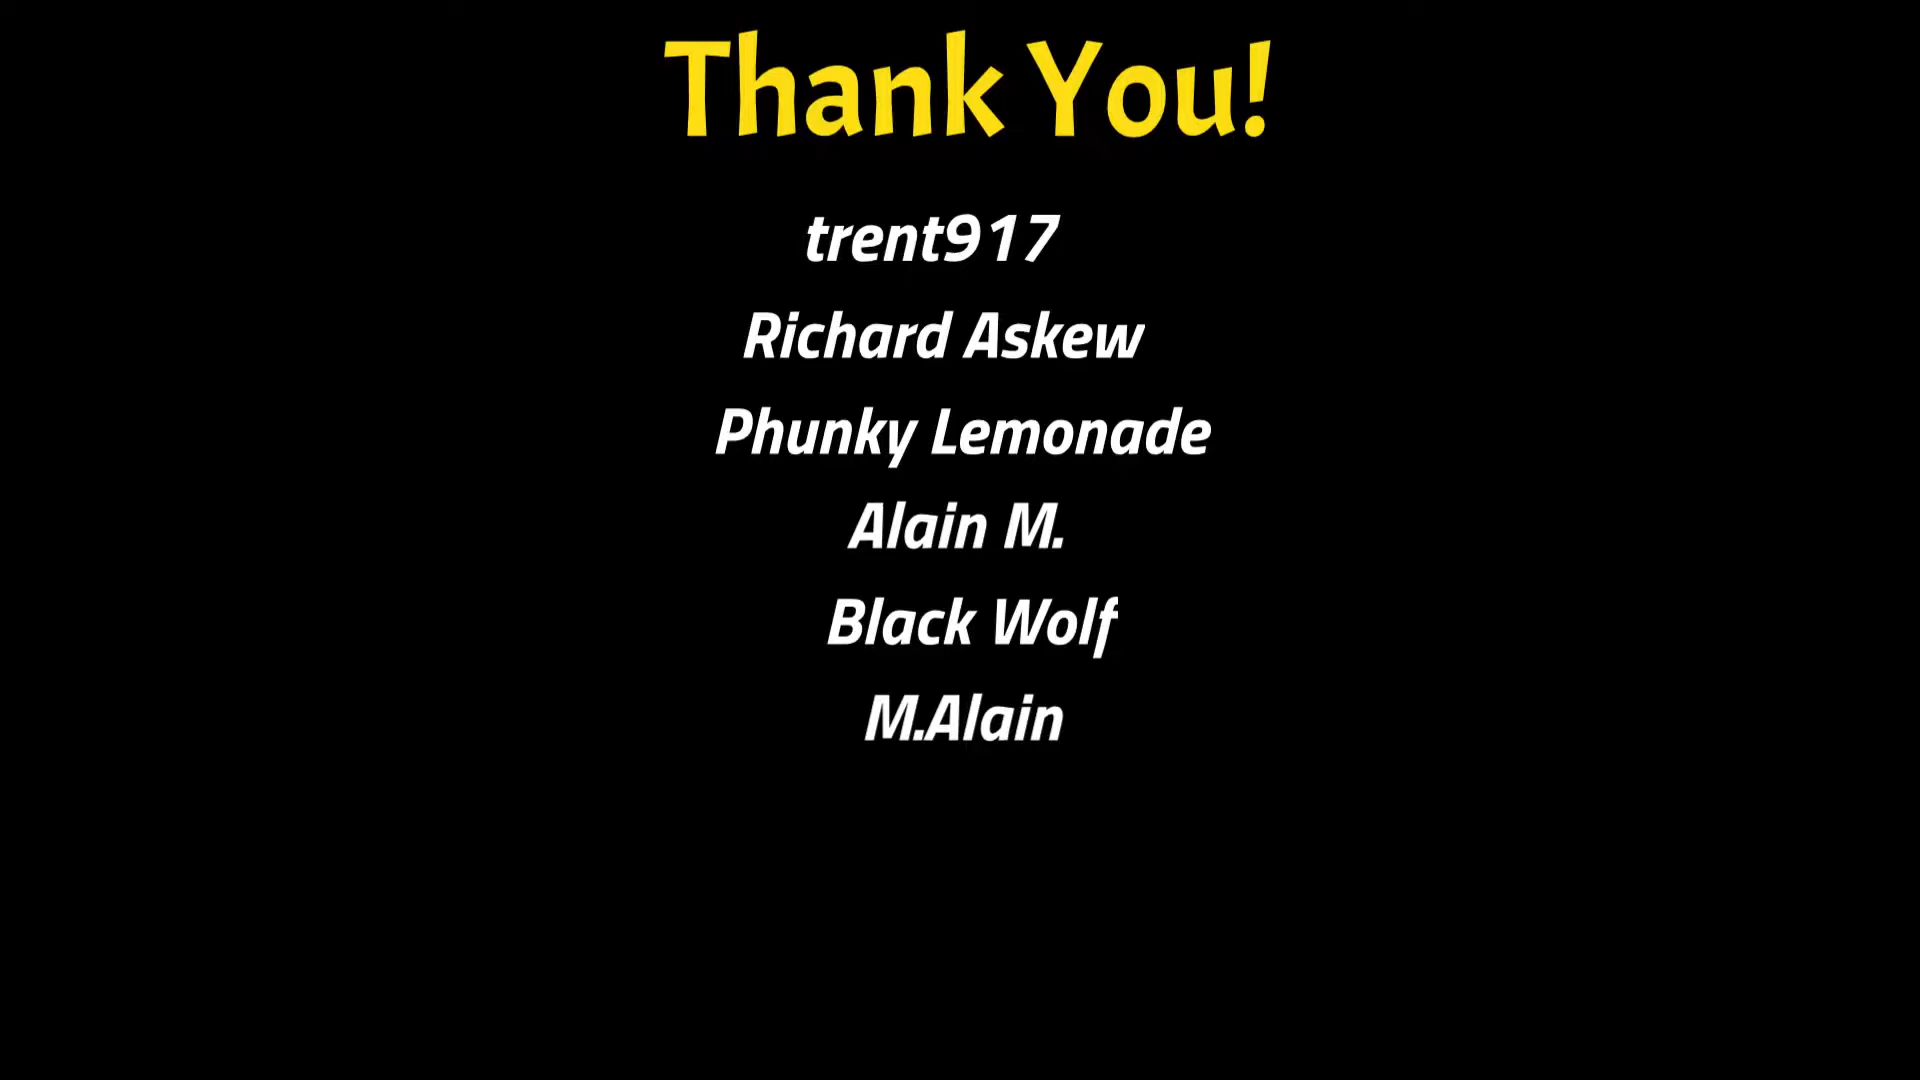 Thank You!
trent917
Richard Askew
Phunky Lemonade
Alain M.
Black Wolf
M.Alain